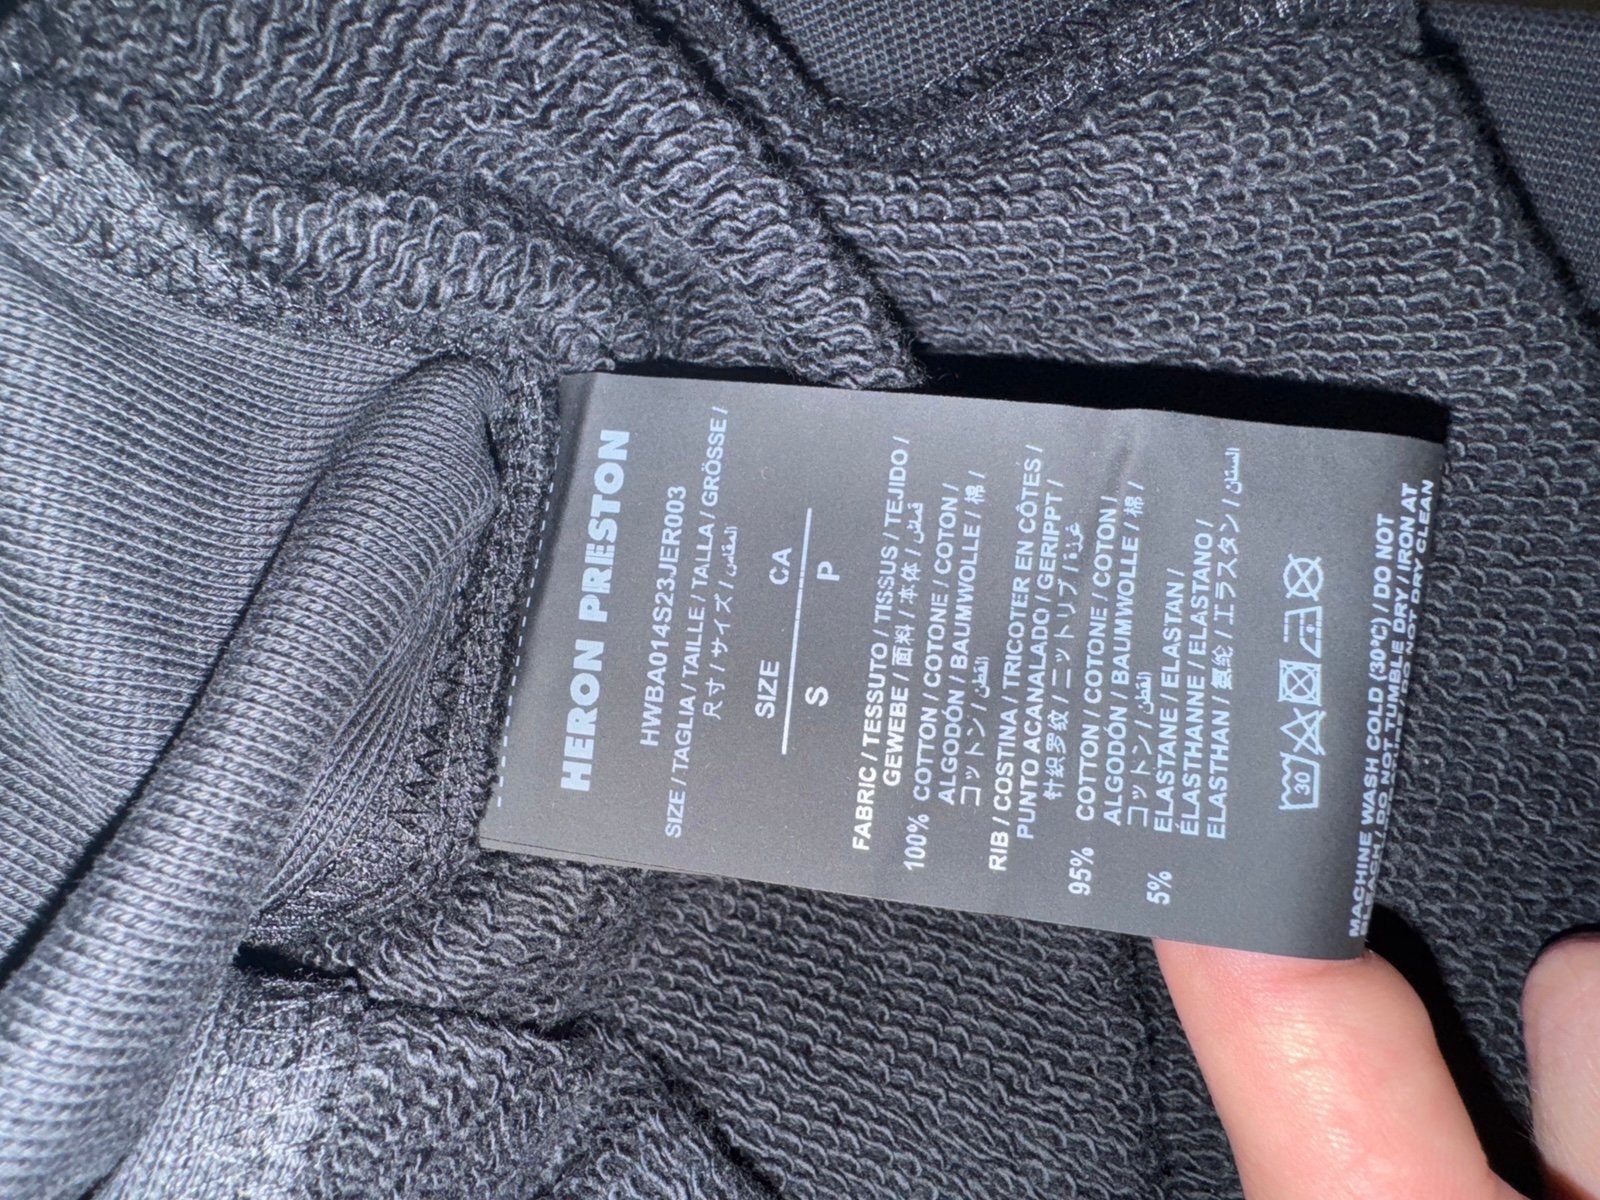 HERON PRESTON
HWBA014S23JER003
SIZE / TAGLIA / TAILLE / TALLA / GRÖSSE /
尺寸 / サイズ / المقاس
SIZE CA
S P
FABRIC / TESSUTO / TISSUS / TEJIDO /
GEWEBE / 面料 / 本体 / قماش
100% COTTON / COTONE / COTON /
ALGODÓN / BAUMWOLLE / 棉 /
コットン / القطن
RIB / COSTINA / TRICOTER EN CÔTES /
PUNTO ACANALADO / GERIPPT /
针织罗纹 / ニットリブ /
95% COTTON / COTONE / COTON /
ALGODÓN / BAUMWOLLE / 棉 /
コットン / القطن
5% ELASTANE / ELASTAN /
ÉLASTHANNE / ELASTANO /
ELASTHAN / 氨纶 / エラスタン /
30
MACHINE WASH COLD (30°C) / DO NOT
BLEACH / DO NOT TUMBLE DRY / IRON AT
DO NOT DRY CLEAN